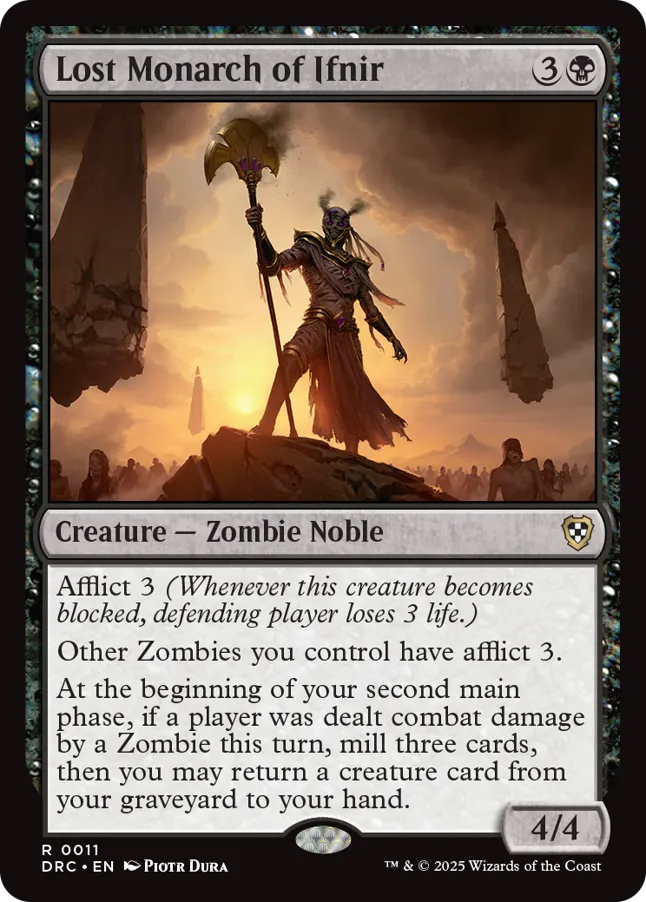 Lost Monarch of Ifnir 3
Creature — Zombie Noble
Afflict 3 (Whenever this creature becomes
blocked, defending player loses 3 life.)
Other Zombies you control have afflict 3.
At the beginning of your second main
phase, if a player was dealt combat damage
by a Zombie this turn, mill three cards,
then you may return a creature card from
your graveyard to your hand.
4/4
R 0011
DRC • EN Piotr Dura
™ & © 2025 Wizards of the Coast